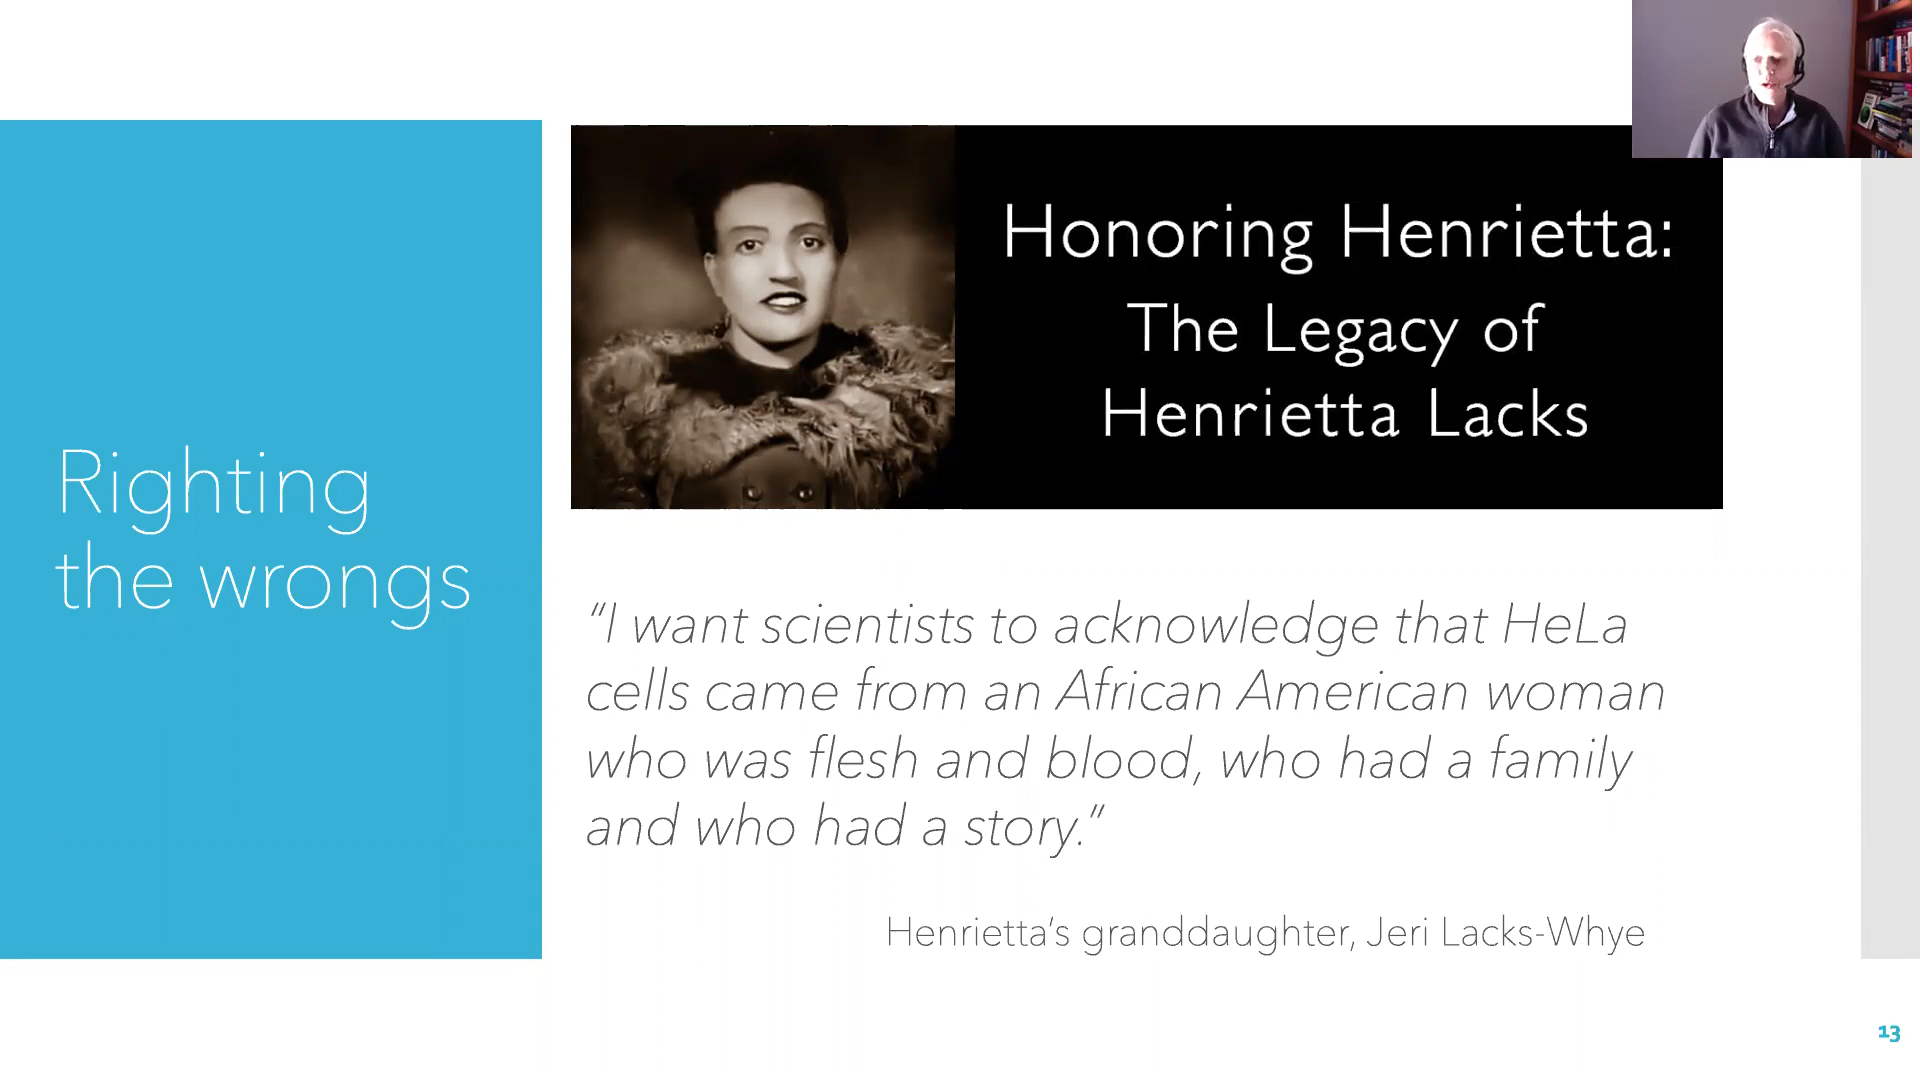 Righting
the wrongs
Honoring Henrietta:
The Legacy of
Henrietta Lacks
“I want scientists to acknowledge that HeLa
cells came from an African American woman
who was flesh and blood, who had a family
and who had a story.”
Henrietta’s granddaughter, Jeri Lacks-Whye
13